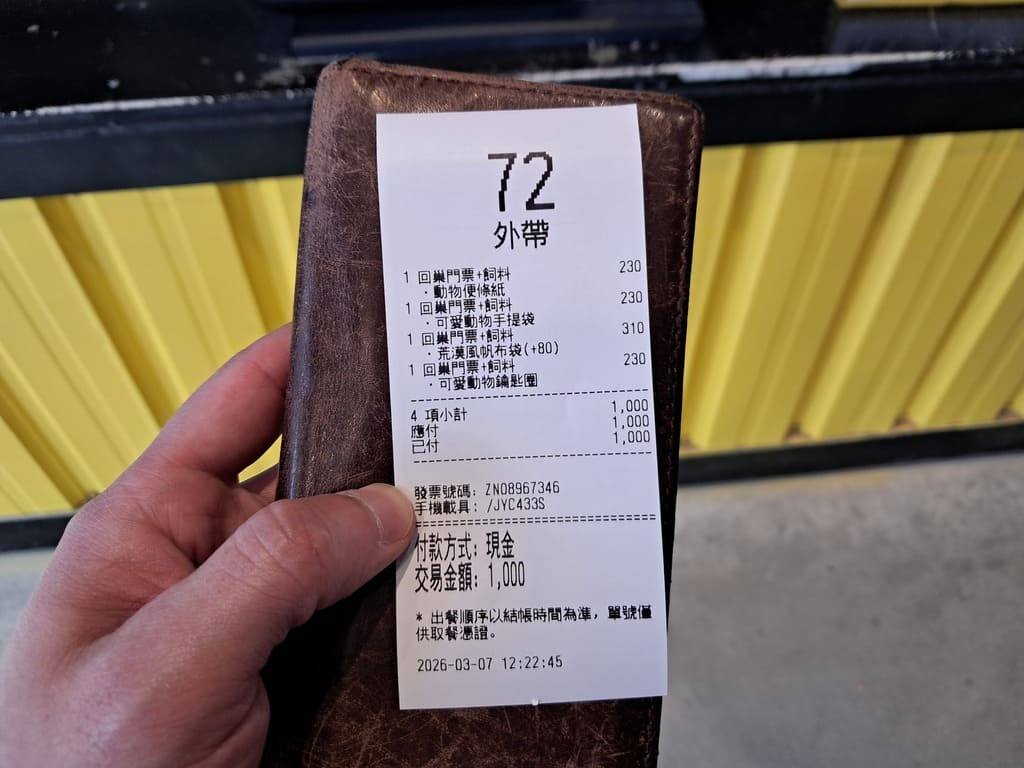 72
外帶
1 回巢門票+飼料 230
・動物便條紙
1 回巢門票+飼料 230
・可愛動物手提袋
1 回巢門票+飼料 310
・荒漠風帆布袋(+80)
1 回巢門票+飼料 230
・可愛動物鑰匙圈
4 項小計 1,000
應付 1,000
已付 1,000
發票號碼: ZN08967346
手機載具: /JYC433S
付款方式: 現金
交易金額: 1,000
* 出餐順序以結帳時間為準，單號僅
供取餐憑證。
2026-03-07 12:22:45